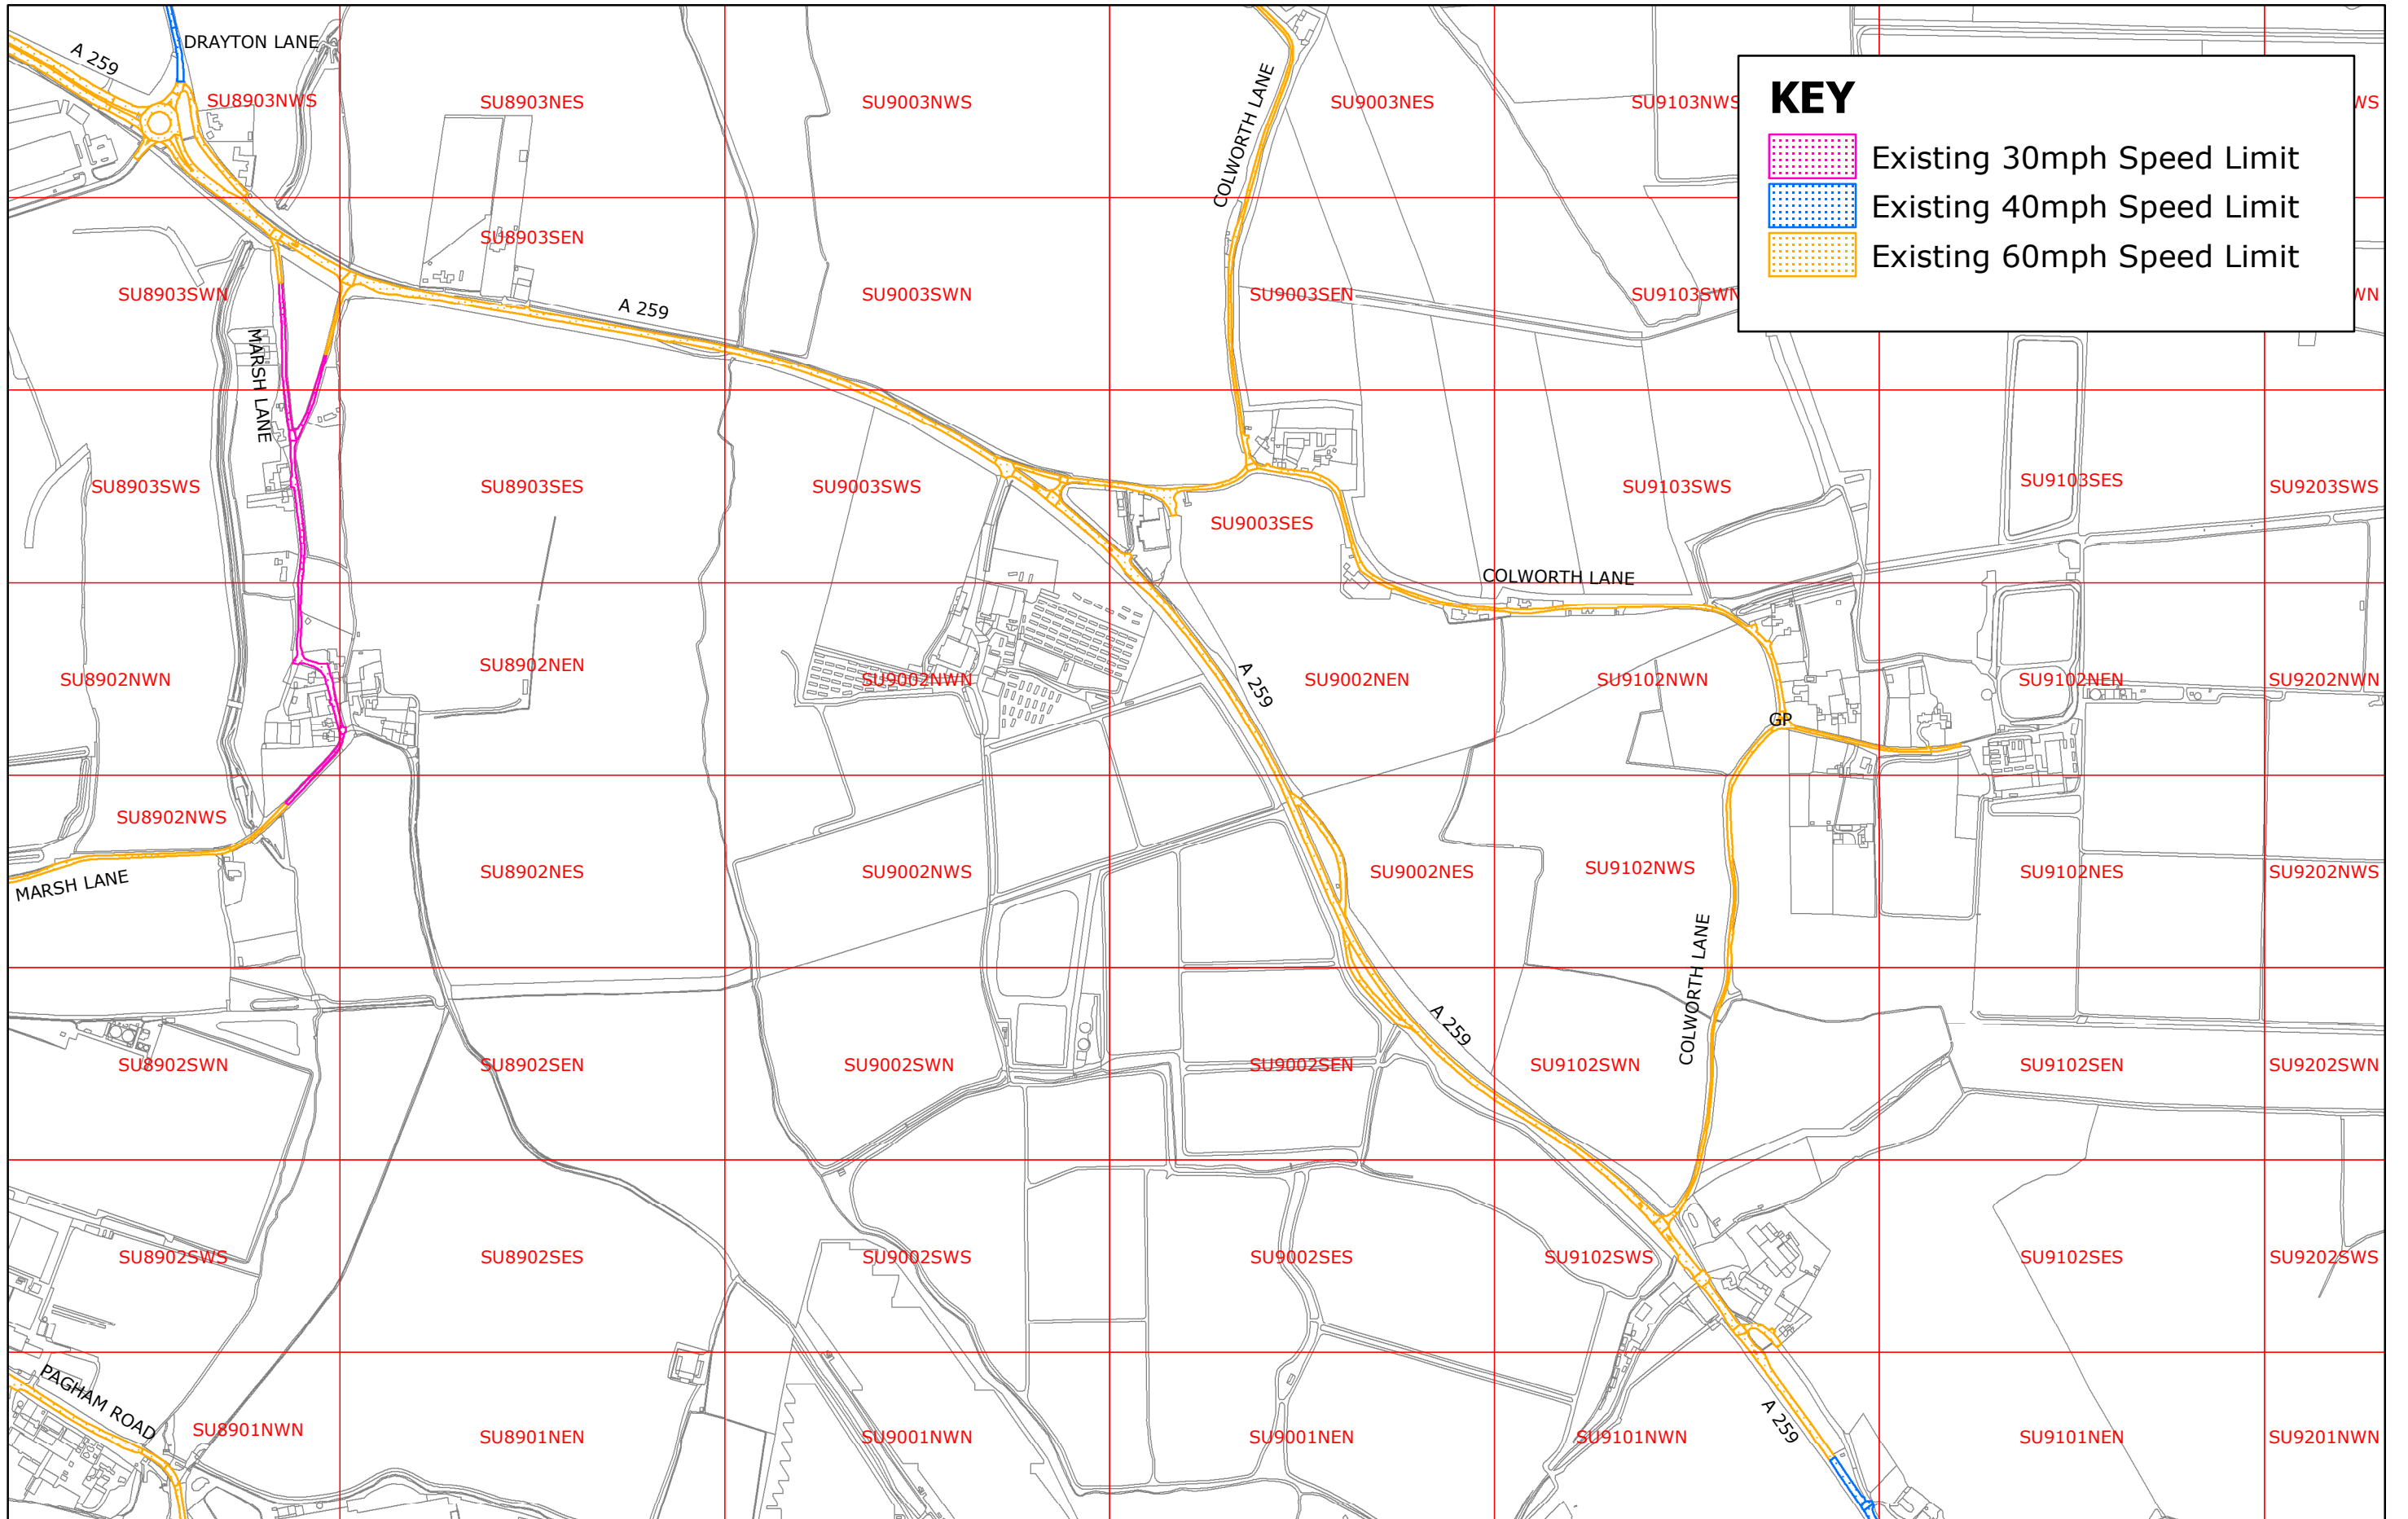 DRAYTON LANE
A 259
SU8903NWS
SU8903NES
SU9003NWS
COLWORTH LANE
SU9003NES
SU9103NWS
WS
KEY
Existing 30mph Speed Limit
Existing 40mph Speed Limit
Existing 60mph Speed Limit
SU8903SEN
SU8903SWN
A 259
SU9003SWN
SU9003SEN
SU9103SWN
WN
MARSH LANE
SU8903SWS
SU8903SES
SU9003SWS
SU9003SES
SU9103SWS
SU9103SES
SU9203SWS
COLWORTH LANE
SU8902NWN
SU8902NEN
SU9002NWN
A 259
SU9002NEN
SU9102NWN
SU9102NEN
SU9202NWN
GP
SU8902NWS
MARSH LANE
SU8902NES
SU9002NWS
SU9002NES
SU9102NWS
SU9102NES
SU9202NWS
COLWORTH LANE
A 259
SU8902SWN
SU8902SEN
SU9002SWN
SU9002SEN
SU9102SWN
SU9102SEN
SU9202SWN
SU8902SWS
SU8902SES
SU9002SWS
SU9002SES
SU9102SWS
SU9102SES
SU9202SWS
PAGHAM ROAD
SU8901NWN
SU8901NEN
SU9001NWN
SU9001NEN
SU9101NWN
A 259
SU9101NEN
SU9201NWN